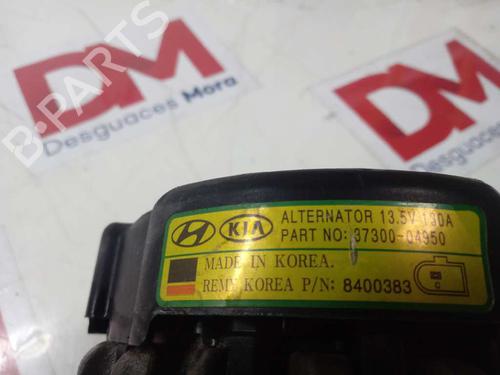 DM
Desguaces Mora
DM
Desguaces Mora
B-PARTS
KIA
ALTERNATOR 13.5V 130A
PART NO: 37300-04950
MADE IN KOREA.
REMY KOREA P/N: 8400383
C